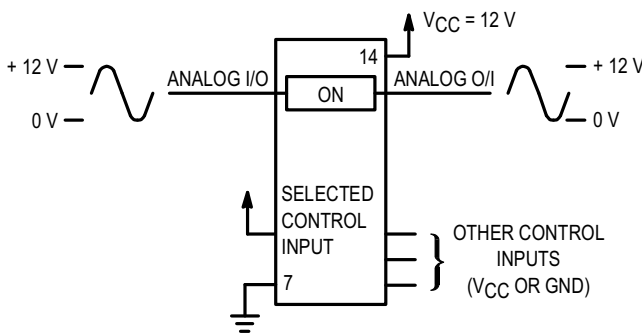 VCC = 12 V
14
+ 12 V
0 V
ANALOG I/O
ON
ANALOG O/I
+ 12 V
0 V
SELECTED
CONTROL
INPUT
7
OTHER CONTROL
INPUTS
(VCC OR GND)